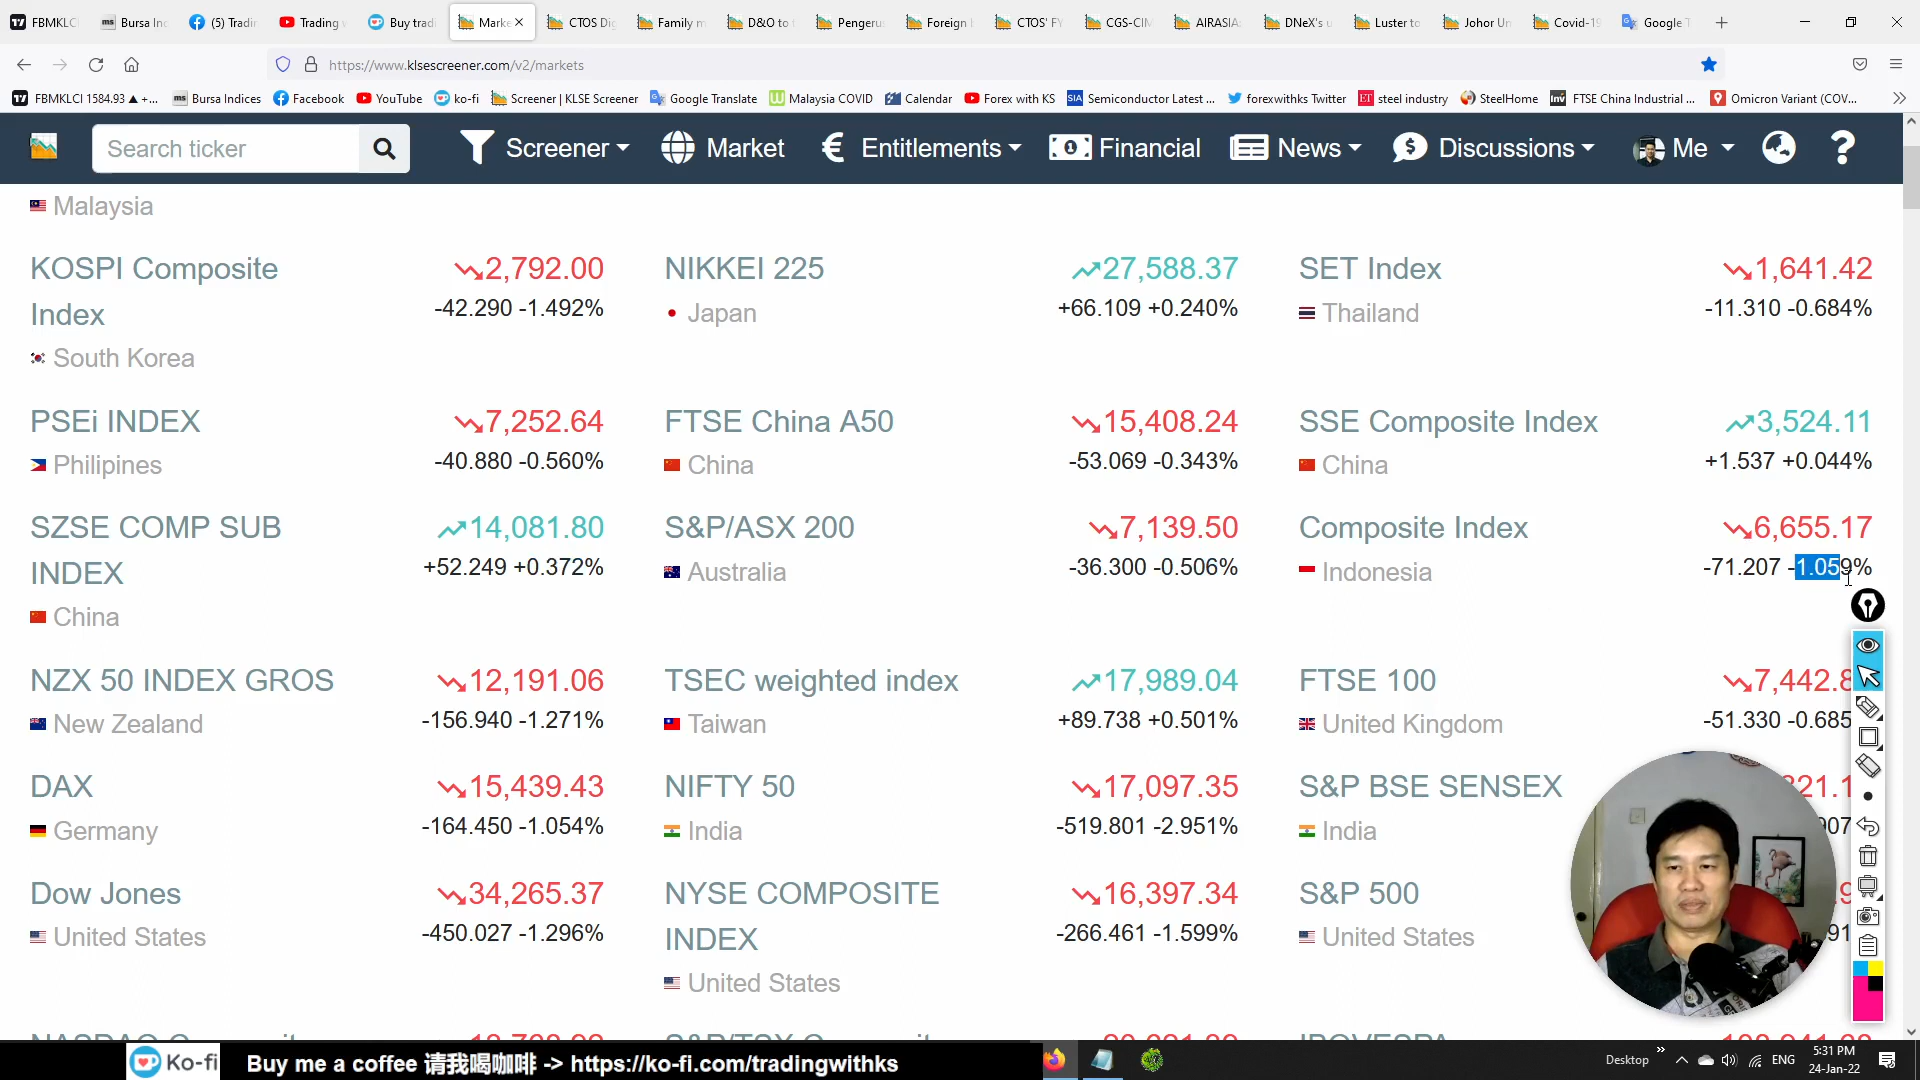 FBMKLCI
Bursa Ind
(5) Tradin
Trading v
Buy tradi
Marke
CTOS Dig
Family m
D&O to
Pengeru
Foreign
CTOS' FY
CGS-CIM
AIRASIA
DNeX's u
Luster to
Johor Un
Covid-19
Google T
https://www.klsescreener.com/v2/markets
FBMKLCI 1584.93 ▲ +...
Bursa Indices
Facebook
YouTube
ko-fi
Screener | KLSE Screener
Google Translate
Malaysia COVID
Calendar
Forex with KS
Semiconductor Latest ...
forexwithks Twitter
steel industry
SteelHome
FTSE China Industrial ...
Omicron Variant (COV...
Search ticker
Screener
Market
Entitlements
Financial
News
Discussions
Me
?
Malaysia
KOSPI Composite
Index
2,792.00
-42.290 -1.492%
South Korea
NIKKEI 225
27,588.37
+66.109 +0.240%
Japan
SET Index
1,641.42
-11.310 -0.684%
Thailand
PSEi INDEX
7,252.64
-40.880 -0.560%
Philipines
FTSE China A50
15,408.24
-53.069 -0.343%
China
SSE Composite Index
3,524.11
+1.537 +0.044%
China
SZSE COMP SUB
INDEX
14,081.80
+52.249 +0.372%
China
S&P/ASX 200
7,139.50
-36.300 -0.506%
Australia
Composite Index
6,655.17
-71.207 -1.059%
Indonesia
NZX 50 INDEX GROS
12,191.06
-156.940 -1.271%
New Zealand
TSEC weighted index
17,989.04
+89.738 +0.501%
Taiwan
FTSE 100
7,442.8
-51.330 -0.685
United Kingdom
DAX
15,439.43
-164.450 -1.054%
Germany
NIFTY 50
17,097.35
-519.801 -2.951%
India
S&P BSE SENSEX
India
Dow Jones
34,265.37
-450.027 -1.296%
United States
NYSE COMPOSITE
INDEX
16,397.34
-266.461 -1.599%
United States
S&P 500
United States
Ko-fi
Buy me a coffee 请我喝咖啡 -> https://ko-fi.com/tradingwithks
Desktop
ENG
5:31 PM
24-Jan-22